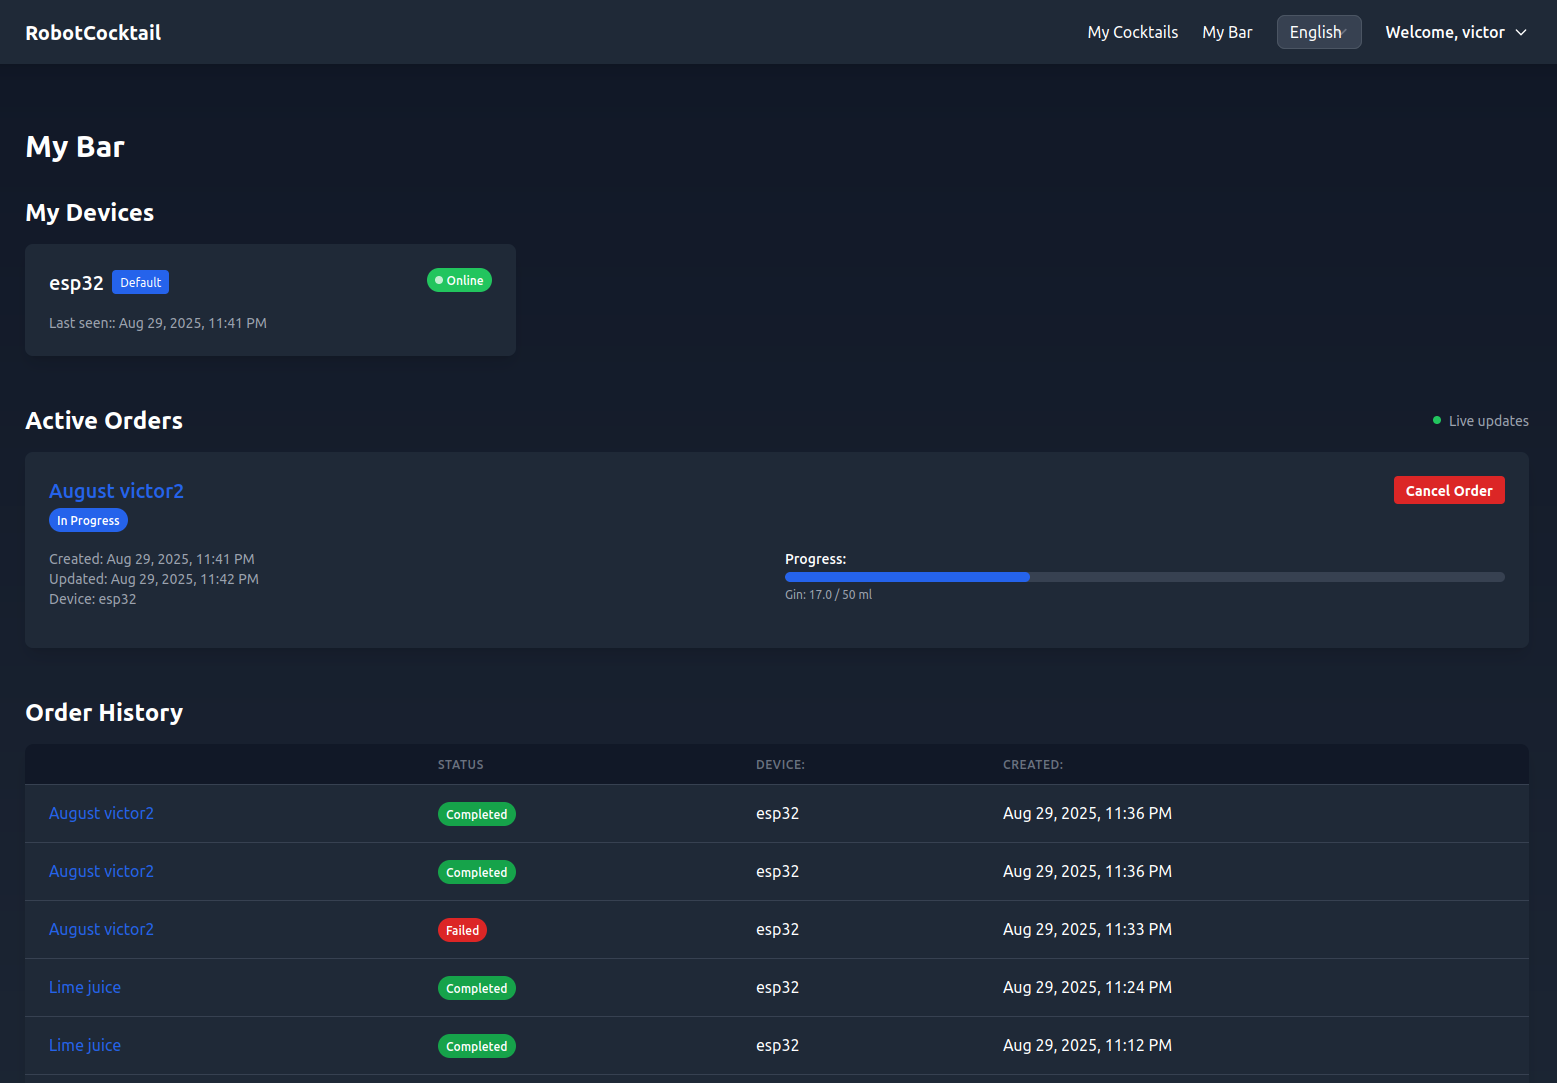 RobotCocktail My Cocktails My Bar English Welcome, victor
My Bar
My Devices
esp32 Default Online
Last seen:: Aug 29, 2025, 11:41 PM
Active Orders Live updates
August victor2 Cancel Order
In Progress
Created: Aug 29, 2025, 11:41 PM
Updated: Aug 29, 2025, 11:42 PM
Device: esp32
Progress:
Gin: 17.0 / 50 ml
Order History
STATUS DEVICE: CREATED:
August victor2 Completed esp32 Aug 29, 2025, 11:36 PM
August victor2 Completed esp32 Aug 29, 2025, 11:36 PM
August victor2 Failed esp32 Aug 29, 2025, 11:33 PM
Lime juice Completed esp32 Aug 29, 2025, 11:24 PM
Lime juice Completed esp32 Aug 29, 2025, 11:12 PM